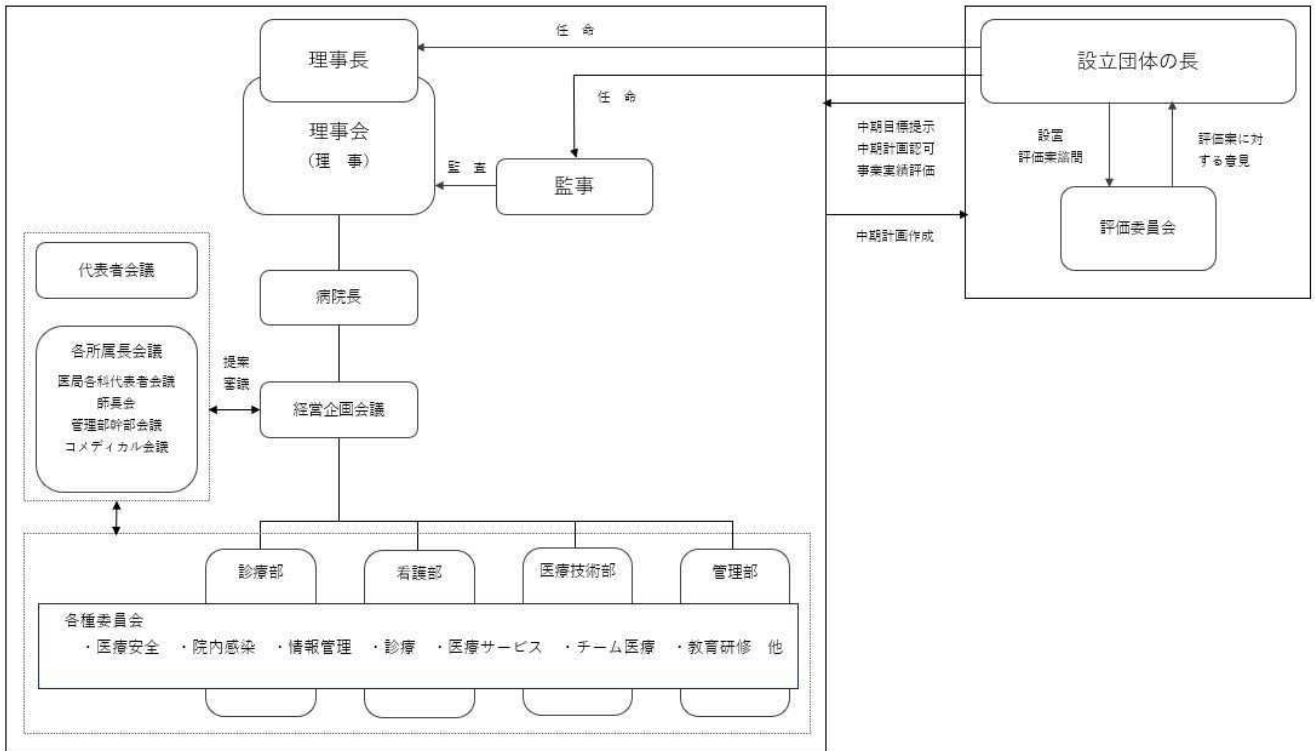 任　命
理事長
設立団体の長
任　命
理事会
（理　事）
監　査
監事
中期目標提示
中期計画認可
事業実績評価
中期計画作成
設置
評価案諮問
評価案に対
する意見
評価委員会
代表者会議
病院長
各所属長会議
医局各科代表者会議
師長会
管理部幹部会議
コメディカル会議
提案
審議
経営企画会議
診療部
看護部
医療技術部
管理部
各種委員会
・医療安全　・院内感染　・情報管理　・診療　・医療サービス　・チーム医療　・教育研修　他